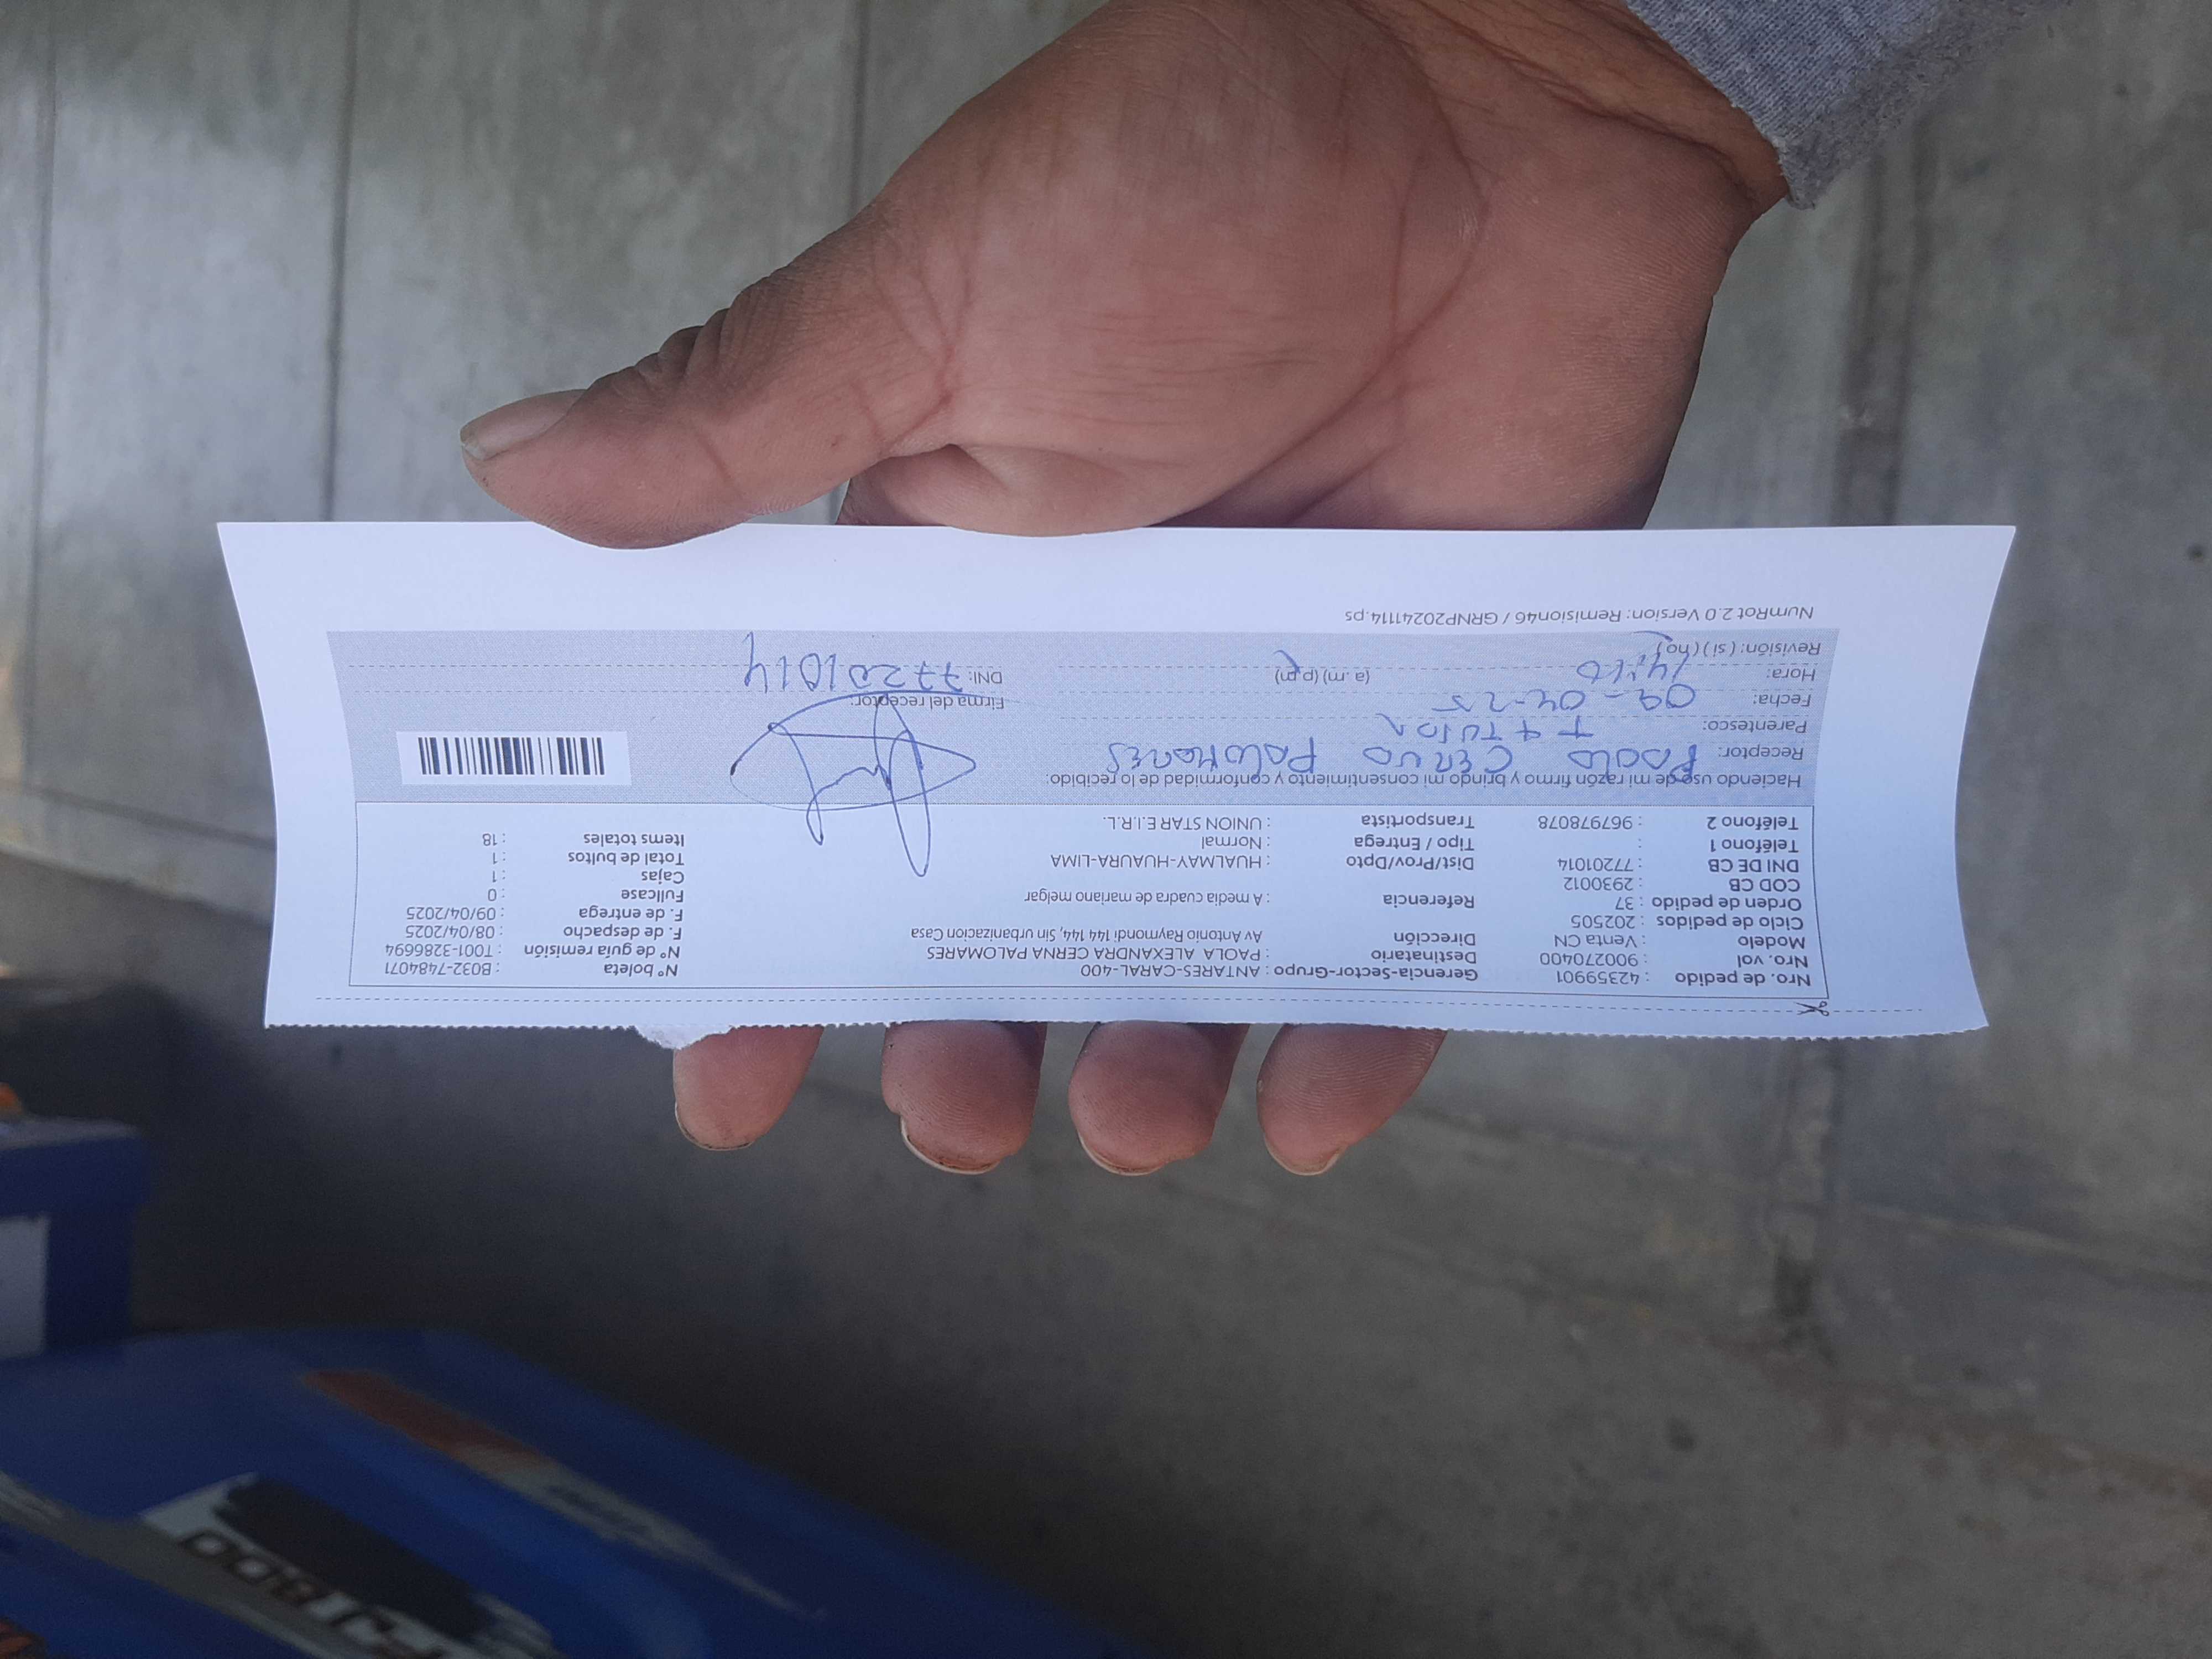 Nro. de pedido : 42359901 Gerencia-Sector-Grupo : ANTARES-CARAL-400 N° boleta : B032-7484071
Nro. vol : 900270400 Destinatario : PAOLA ALEXANDRA CERNA PALOMARES N° de guía remisión : T001-3286694
Modelo : Venta CN Dirección Av Antonio Raymondi 144 144, Sin urbanizacion Casa F. de despacho : 08/04/2025
Ciclo de pedidos : 202505 F. de entrega : 09/04/2025
Orden de pedido : 37 Referencia : A media cuadra de mariano melgar Fullcase : 0
COD CB : 2930012 Cajas : 1
DNI DE CB : 77201014 Dist/Prov/Dpto : HUALMAY-HUAURA-LIMA Total de bultos : 1
Teléfono 1 : Tipo / Entrega : Normal Items totales : 18
Teléfono 2 : 967978078 Transportista : UNION STAR E.I.R.L.
Haciendo uso de mi razón firmo y brindo mi consentimiento y conformidad de lo recibido:
Receptor: PAOLO PALOMARES
Parentesco:
Fecha: 09-04-25 Firma del receptor:
Hora: (a.m) (p.m) DNI: 77201014
Revisión: (si) (no)
NumRot 2.0 Version: Remision46 / GRNP20241114.ps